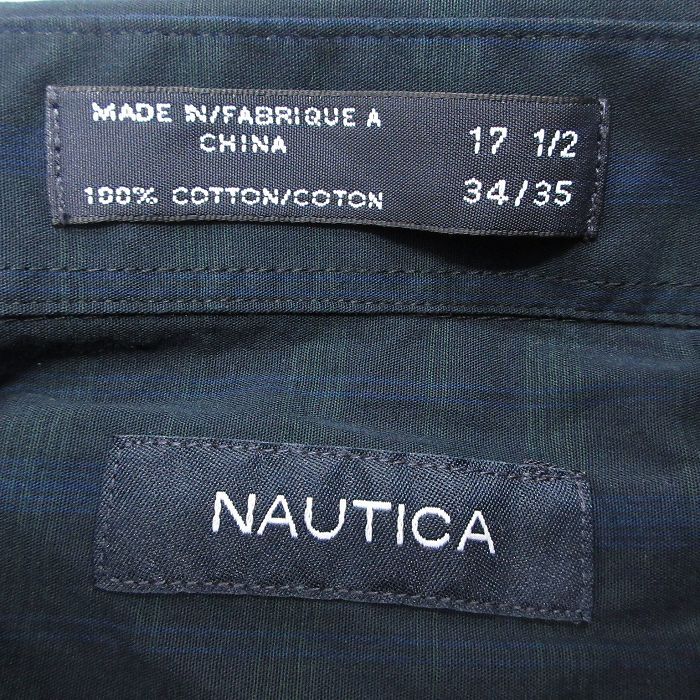 MADE IN/FABRIQUE A
CHINA
17 1/2
100% COTTON/COTON
34/35
NAUTICA